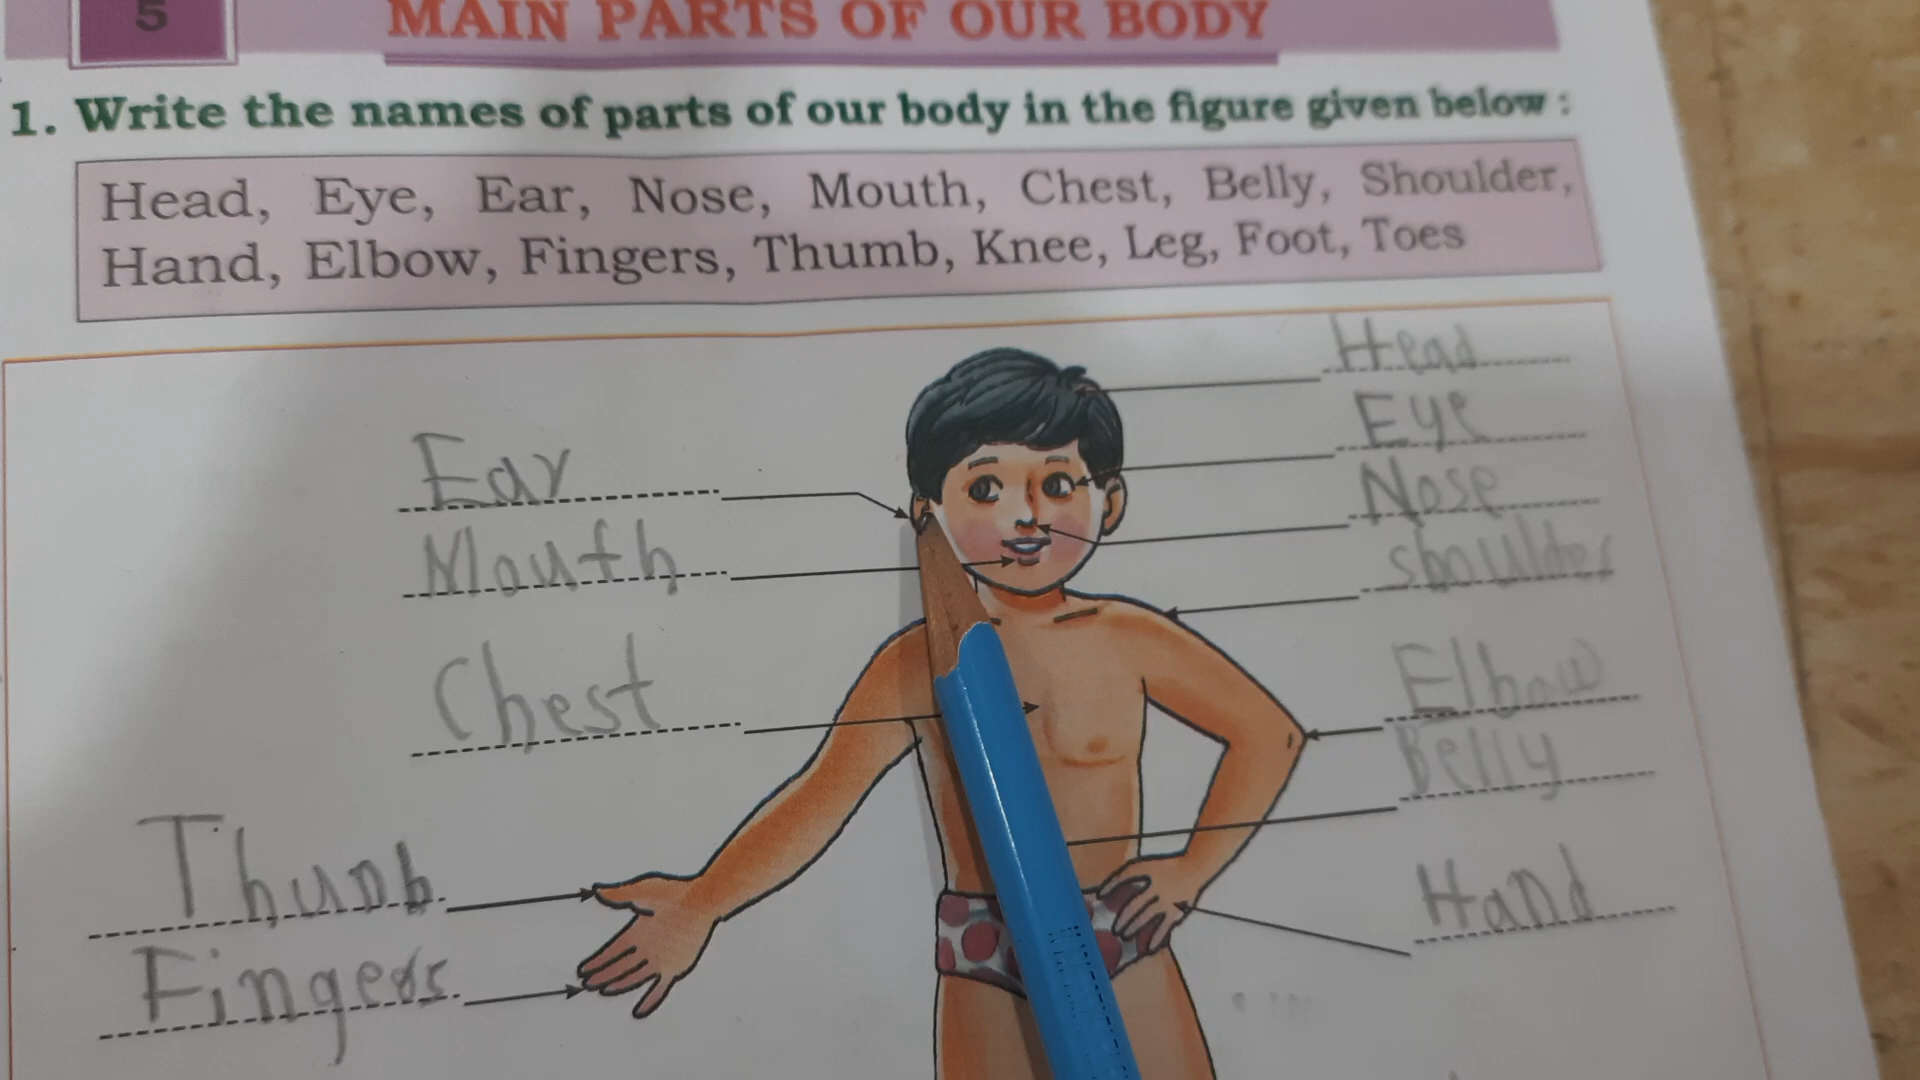 5
MAIN PARTS OF OUR BODY
1. Write the names of parts of our body in the figure given below :
Head, Eye, Ear, Nose, Mouth, Chest, Belly, Shoulder,
Hand, Elbow, Fingers, Thumb, Knee, Leg, Foot, Toes
Head
Eye
Ear
Nose
Mouth
shoulder
Chest
Elbow
Belly
Thunb
Hand
Fingers